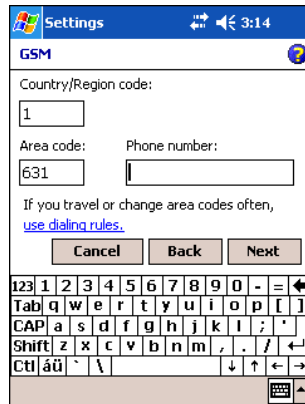 Settings 3:14
GSM ?
Country/Region code:
1
Area code: Phone number:
631
If you travel or change area codes often,
use dialing rules.
Cancel Back Next
123 1 2 3 4 5 6 7 8 9 0 - = ←
Tab q w e r t y u i o p [ ]
CAP a s d f g h j k l ; '
Shift z x c v b n m , . / ↵
Ctl áü ` \ ↓ ↑ ← →